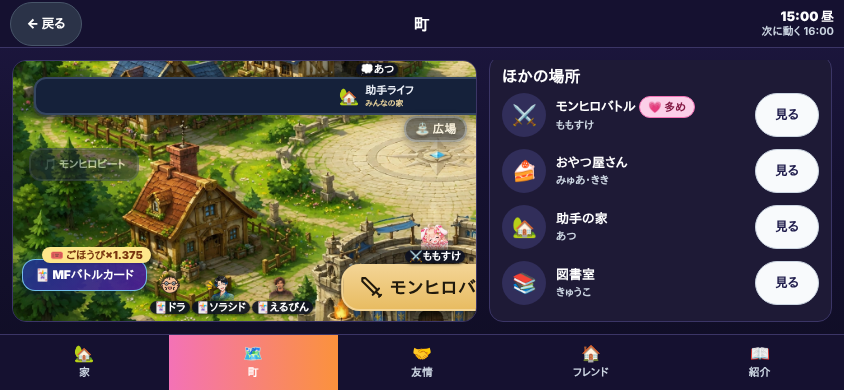 ← 戻る
町
15:00 昼
次に動く 16:00
あつ
助手ライフ
みんなの家
広場
モンヒロビート
ごほうび×1.375
MFバトルカード
ドラ
ソラシド
えるぴん
ももすけ
モンヒロバ
ほかの場所
モンヒロバトル 多め
ももすけ
見る
おやつ屋さん
みゅあ・きき
見る
助手の家
あつ
見る
図書室
きゅうこ
見る
家
町
友情
フレンド
紹介